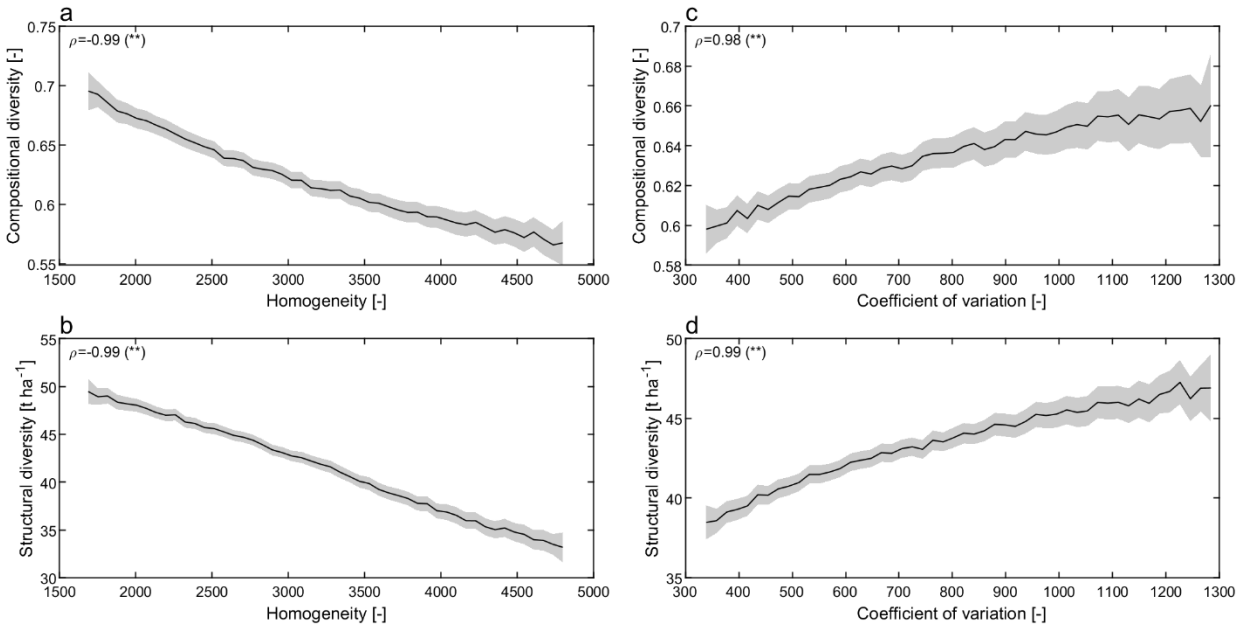 a
ρ=-0.99 (**)
Compositional diversity [-]
0.75
0.7
0.65
0.6
0.55
1500 2000 2500 3000 3500 4000 4500 5000
Homogeneity [-]
c
ρ=0.98 (**)
Compositional diversity [-]
0.7
0.68
0.66
0.64
0.62
0.6
0.58
300 400 500 600 700 800 900 1000 1100 1200 1300
Coefficient of variation [-]
b
ρ=-0.99 (**)
Structural diversity [t ha⁻¹]
55
50
45
40
35
30
1500 2000 2500 3000 3500 4000 4500 5000
Homogeneity [-]
d
ρ=0.99 (**)
Structural diversity [t ha⁻¹]
50
45
40
35
300 400 500 600 700 800 900 1000 1100 1200 1300
Coefficient of variation [-]